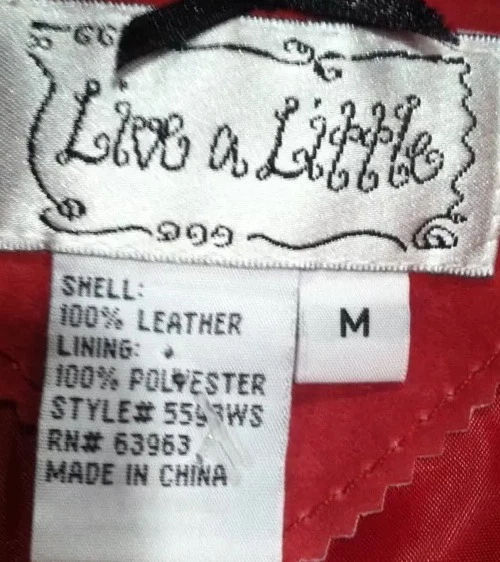 Live a Little
SHELL:
100% LEATHER
LINING:
100% POLYESTER
STYLE#
RN# 63963
MADE IN CHINA
M